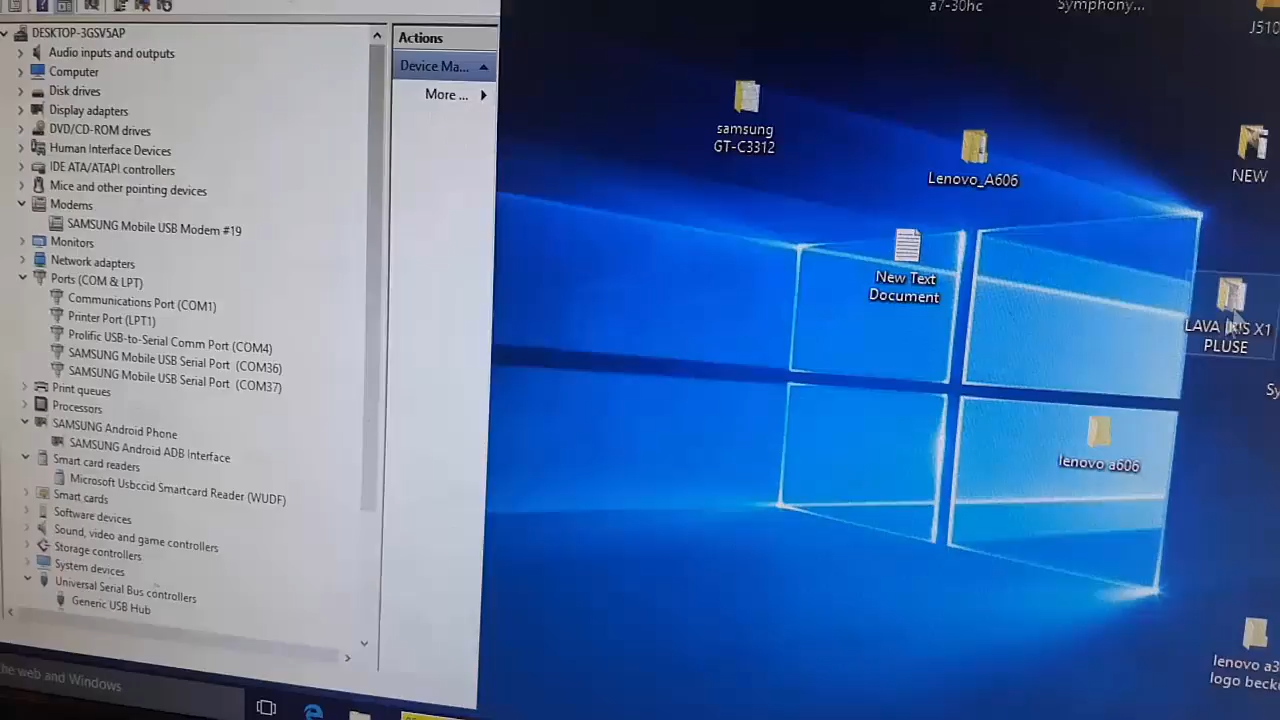 DESKTOP-3GSV5AP
Audio inputs and outputs
Computer
Disk drives
Display adapters
DVD/CD-ROM drives
Human Interface Devices
IDE ATA/ATAPI controllers
Mice and other pointing devices
Modems
SAMSUNG Mobile USB Modem #19
Monitors
Network adapters
Ports (COM & LPT)
Communications Port (COM1)
Printer Port (LPT1)
Prolific USB-to-Serial Comm Port (COM4)
SAMSUNG Mobile USB Serial Port (COM36)
SAMSUNG Mobile USB Serial Port (COM37)
Print queues
Processors
SAMSUNG Android Phone
SAMSUNG Android ADB Interface
Smart card readers
Microsoft Usbccid Smartcard Reader (WUDF)
Smart cards
Software devices
Sound, video and game controllers
Storage controllers
System devices
Universal Serial Bus controllers
Generic USB Hub
Actions
Device Ma...
More ...
a7-30hc
Symphony...
J510
samsung
GT-C3312
Lenovo_A606
NEW
New Text
Document
LAVA IRIS X1
PLUSE
Sy
lenovo a606
lenovo a3
logo beck
he web and Windows